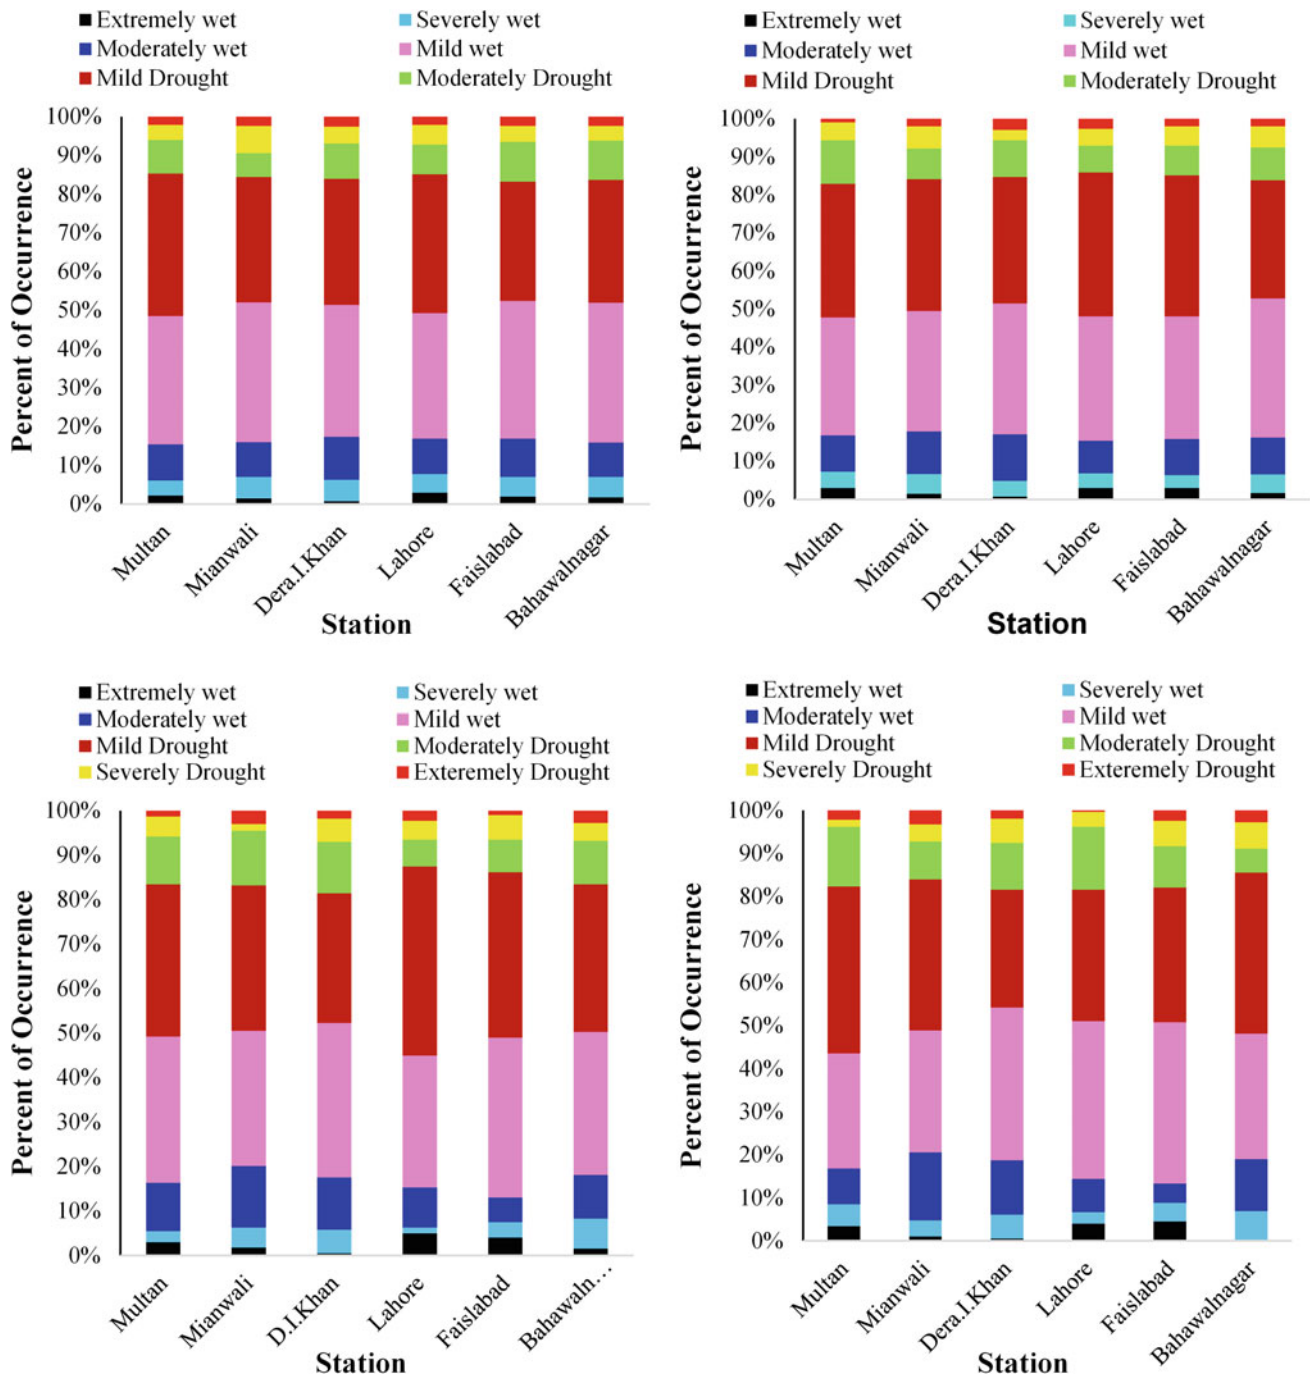 Extremely wet Severely wet
Moderately wet Mild wet
Mild Drought Moderately Drought
100%
90%
80%
70%
60%
50%
40%
30%
20%
10%
0%
Percent of Occurrence
Multan Mianwali Dera.I.Khan Lahore Faislabad Bahawalnagar
Station
Extremely wet Severely wet
Moderately wet Mild wet
Mild Drought Moderately Drought
100%
90%
80%
70%
60%
50%
40%
30%
20%
10%
0%
Percent of Occurrence
Multan Mianwali Dera.I.Khan Lahore Faislabad Bahawalnagar
Station
Extremely wet Severely wet
Moderately wet Mild wet
Mild Drought Moderately Drought
Severely Drought Exteremely Drought
100%
90%
80%
70%
60%
50%
40%
30%
20%
10%
0%
Percent of Occurrence
Multan Mianwali D.I.Khan Lahore Faislabad Bahawaln…
Station
Extremely wet Severely wet
Moderately wet Mild wet
Mild Drought Moderately Drought
Severely Drought Exteremely Drought
100%
90%
80%
70%
60%
50%
40%
30%
20%
10%
0%
Percent of Occurrence
Multan Mianwali Dera.I.Khan Lahore Faislabad Bahawalnagar
Station